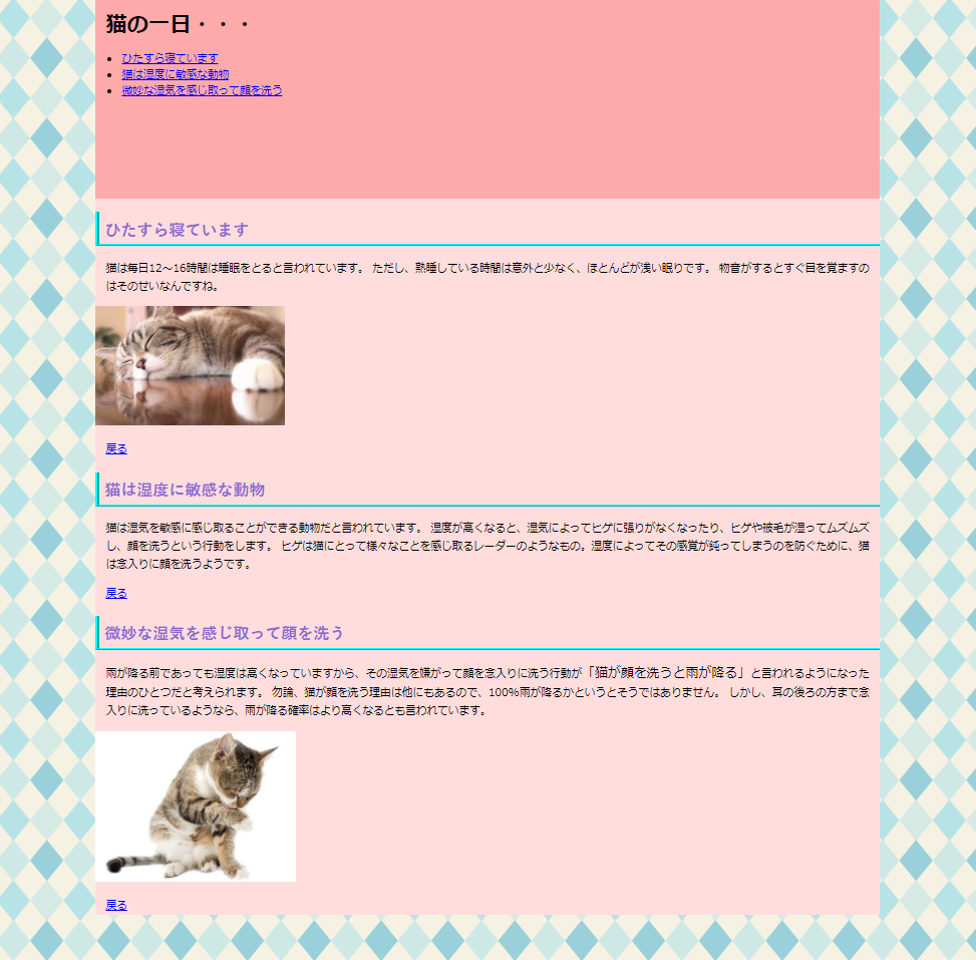 猫の一日・・・
ひたすら寝ています
猫は湿度に敏感な動物
微妙な湿気を感じ取って顔を洗う
ひたすら寝ています
猫は毎日12～16時間は睡眠をとると言われています。 ただし、熟睡している時間は意外と少なく、ほとんどが浅い眠りです。 物音がするとすぐ目を覚ますの
はそのせいなんですね。
戻る
猫は湿度に敏感な動物
猫は湿気を敏感に感じ取ることができる動物だと言われています。 湿度が高くなると、湿気によってヒゲに張りがなくなったり、ヒゲや被毛が湿ってムズムズ
し、顔を洗うという行動をします。 ヒゲは猫にとって様々なことを感じ取るレーダーのようなもの。湿度によってその感覚が鈍ってしまうのを防ぐために、猫
は念入りに顔を洗うようです。
戻る
微妙な湿気を感じ取って顔を洗う
雨が降る前であっても湿度は高くなっていますから、その湿気を嫌がって顔を念入りに洗う行動が「猫が顔を洗うと雨が降る」と言われるようになった
理由のひとつだと考えられます。 勿論、猫が顔を洗う理由は他にもあるので、100%雨が降るかというとそうではありません。 しかし、耳の後ろの方まで念
入りに洗っているようなら、雨が降る確率はより高くなるとも言われています。
戻る